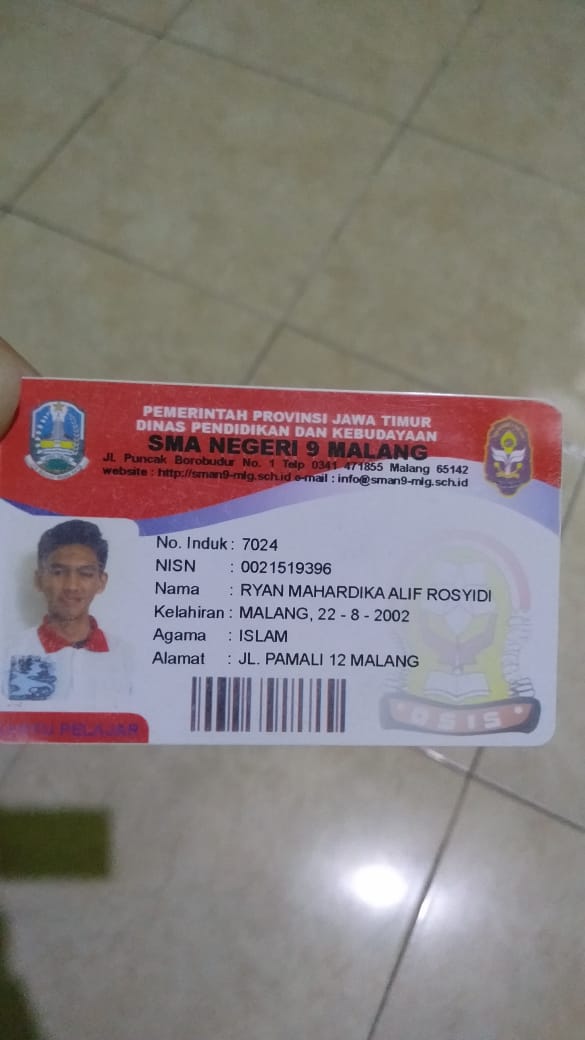 PEMERINTAH PROVINSI JAWA TIMUR
DINAS PENDIDIKAN DAN KEBUDAYAAN
SMA NEGERI 9 MALANG
Jl. Puncak Borobudur No. 1 Telp 0341 471855 Malang 65142
website : http://sman9-mlg.sch.id e-mail : info@sman9-mlg.sch.id
No. Induk : 7024
NISN : 0021519396
Nama : RYAN MAHARDIKA ALIF ROSYIDI
Kelahiran : MALANG, 22 - 8 - 2002
Agama : ISLAM
Alamat : JL. PAMALI 12 MALANG
KARTU PELAJAR
OSIS